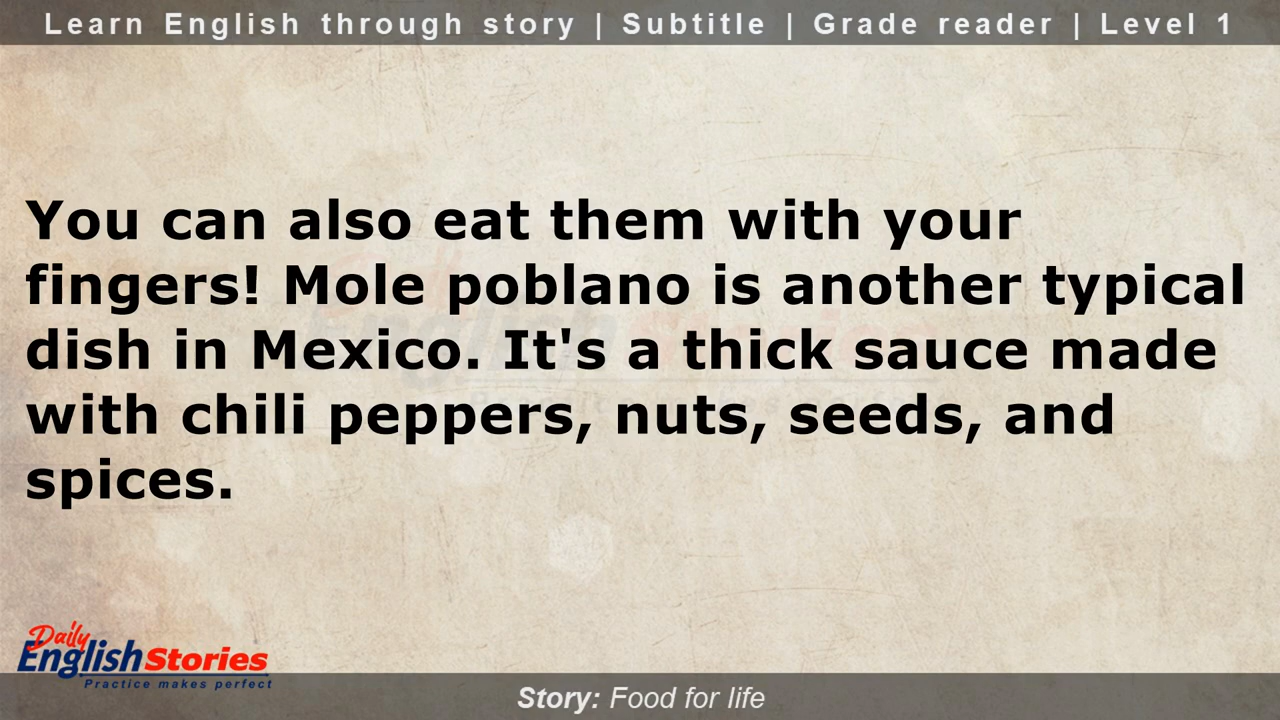 Learn English through story | Subtitle | Grade reader | Level 1
You can also eat them with your
fingers! Mole poblano is another typical
dish in Mexico. It's a thick sauce made
with chili peppers, nuts, seeds, and
spices.
Daily
English Stories
Practice makes perfect
Story: Food for life